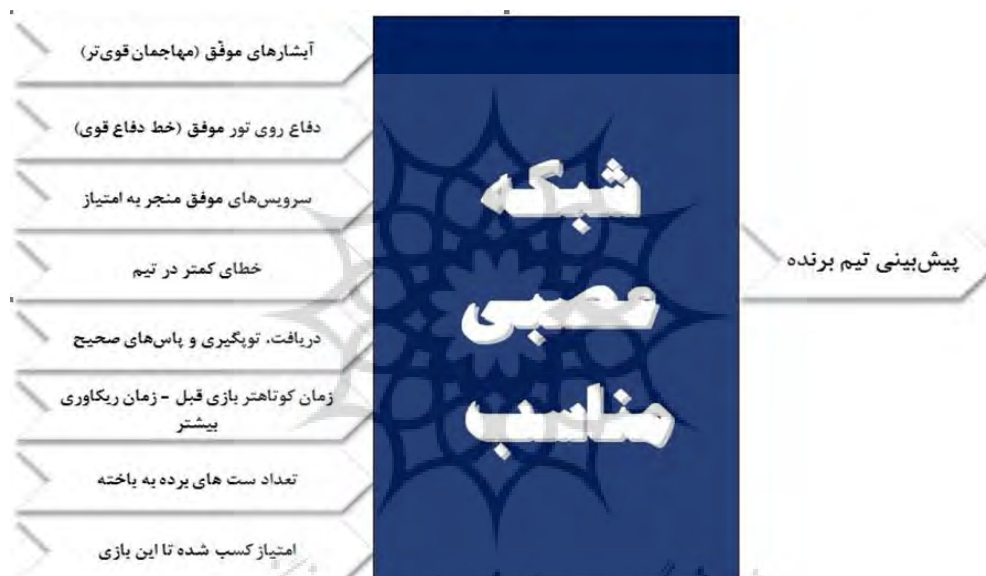 آبشارهای موفّق (مهاجمان قوی‌تر)
دفاع روی تور موفق (خط دفاع قوی)
سرویس‌های موفق منجر به امتیاز
خطای کمتر در تیم
دریافت، توپگیری و پاس‌های صحیح
زمان کوتاهتر بازی قبل - زمان ریکاوری
بیشتر
تعداد ست های برده به باخته
امتیاز کسب شده تا این بازی
شبکه
عصبی
مناسب
پیش‌بینی تیم برنده